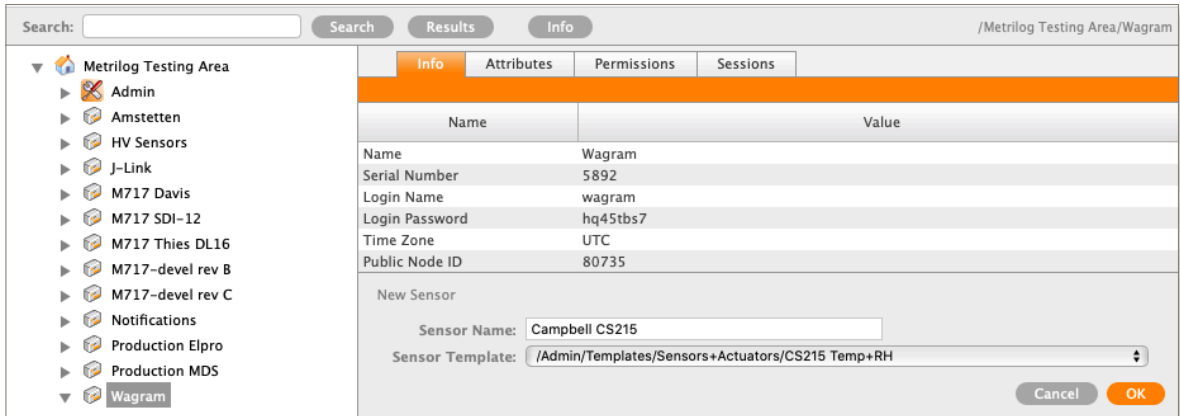 Search: Search Results Info /Metrilog Testing Area/Wagram
Metrilog Testing Area
Admin
Amstetten
HV Sensors
J-Link
M717 Davis
M717 SDI-12
M717 Thies DL16
M717-devel rev B
M717-devel rev C
Notifications
Production Elpro
Production MDS
Wagram
Info Attributes Permissions Sessions
Name Value
Name Wagram
Serial Number 5892
Login Name wagram
Login Password hq45tbs7
Time Zone UTC
Public Node ID 80735
New Sensor
Sensor Name: Campbell CS215
Sensor Template: /Admin/Templates/Sensors+Actuators/CS215 Temp+RH
Cancel OK